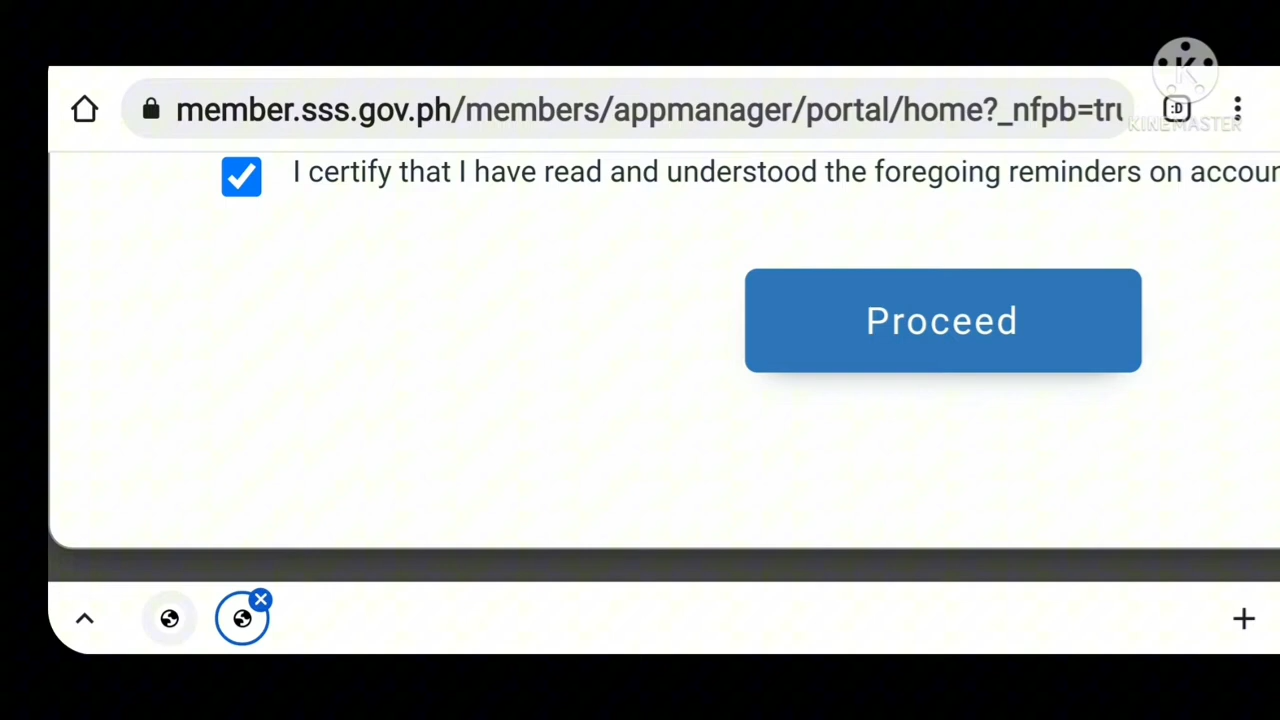 member.sss.gov.ph/members/appmanager/portal/home?_nfpb=tru
:D
K
KINEMASTER
I certify that I have read and understood the foregoing reminders on accoun
Proceed